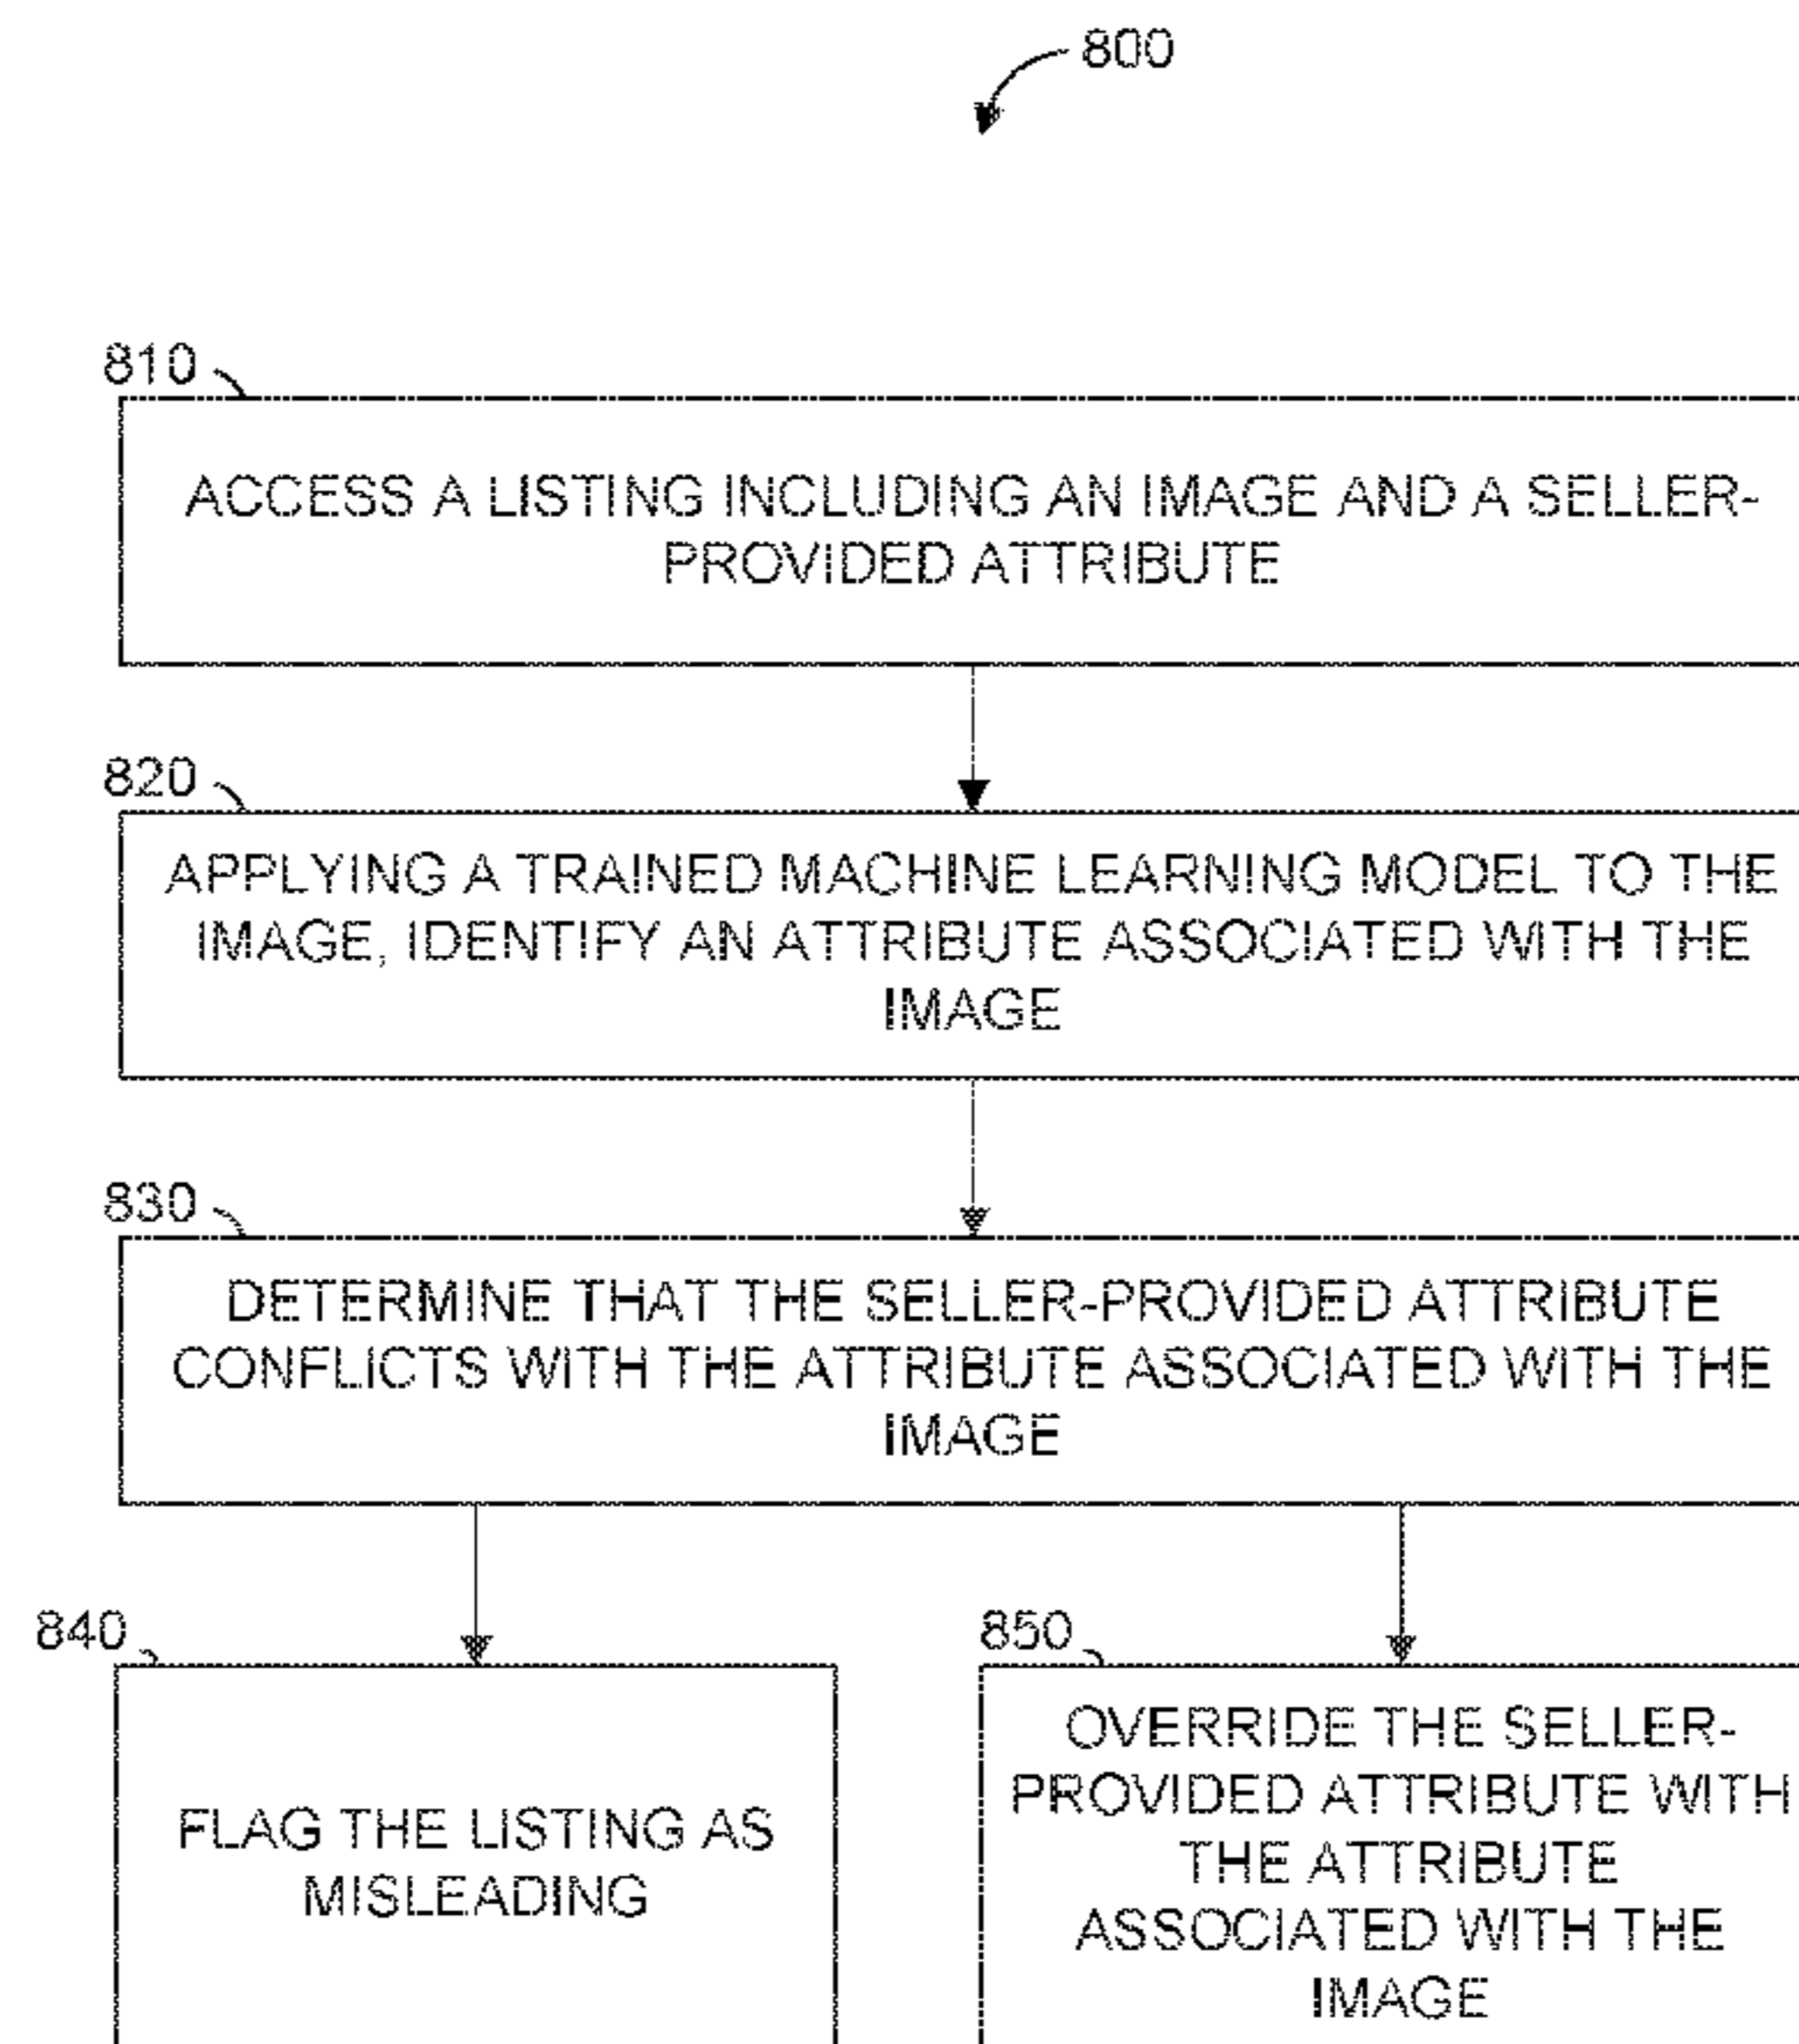 800
810
ACCESS A LISTING INCLUDING AN IMAGE AND A SELLER-
PROVIDED ATTRIBUTE
820
APPLYING A TRAINED MACHINE LEARNING MODEL TO THE
IMAGE, IDENTIFY AN ATTRIBUTE ASSOCIATED WITH THE
IMAGE
830
DETERMINE THAT THE SELLER-PROVIDED ATTRIBUTE
CONFLICTS WITH THE ATTRIBUTE ASSOCIATED WITH THE
IMAGE
840
FLAG THE LISTING AS
MISLEADING
850
OVERRIDE THE SELLER-
PROVIDED ATTRIBUTE WITH
THE ATTRIBUTE
ASSOCIATED WITH THE
IMAGE